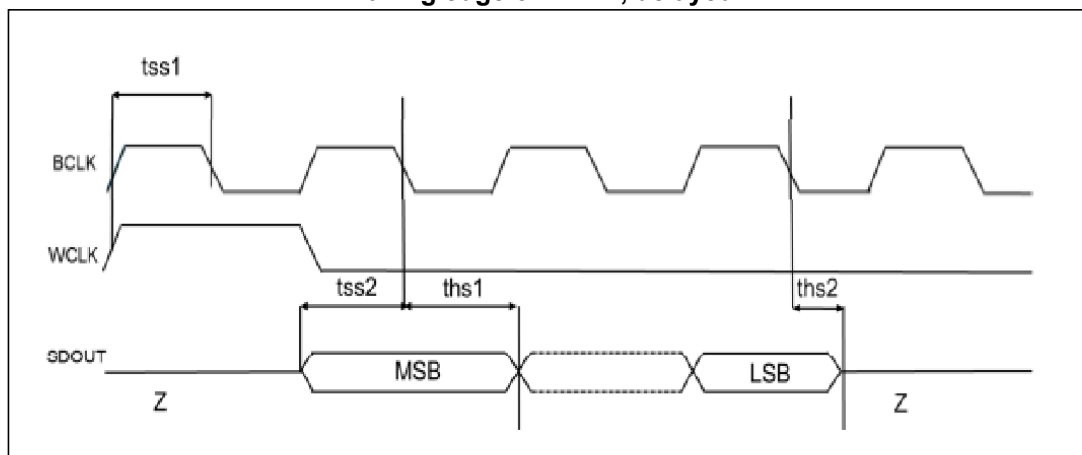 tss1
BCLK
WCLK
tss2 ths1 ths2
SDOUT
MSB LSB
Z Z